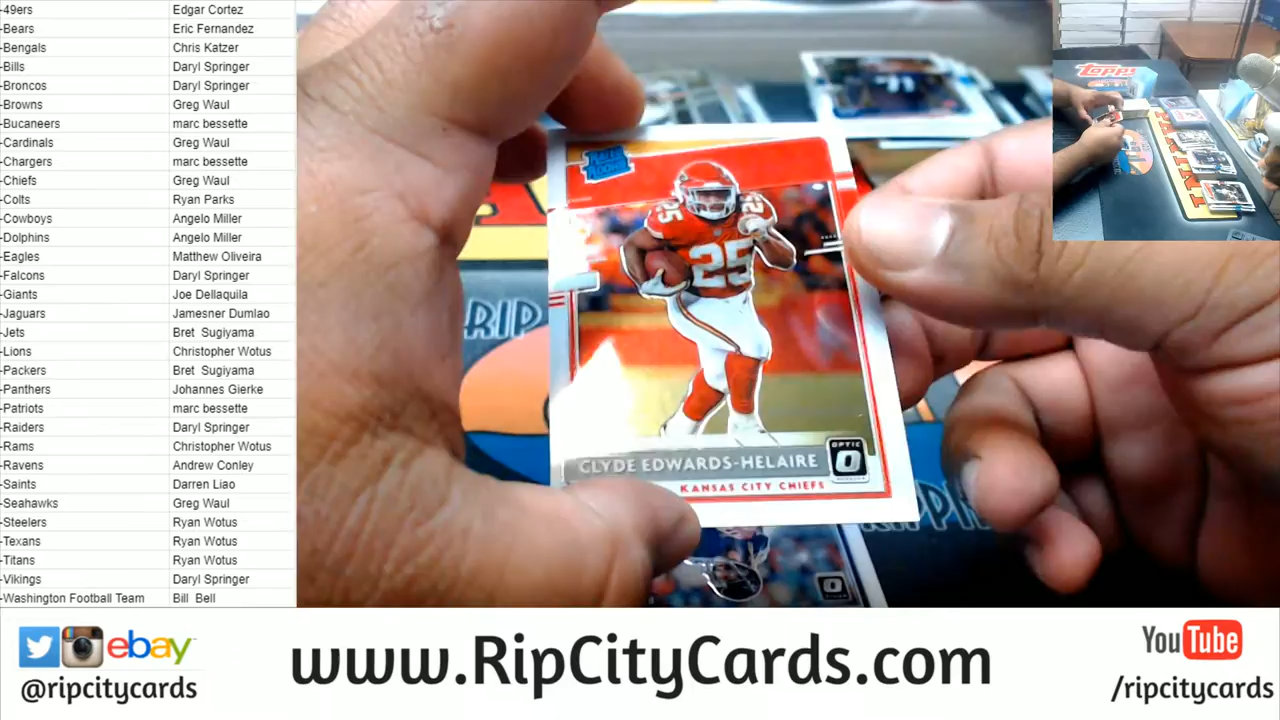 -49ers Edgar Cortez
-Bears Eric Fernandez
-Bengals Chris Katzer
-Bills Daryl Springer
-Broncos Daryl Springer
-Browns Greg Waul
-Bucaneers marc bessette
-Cardinals Greg Waul
-Chargers marc bessette
-Chiefs Greg Waul
-Colts Ryan Parks
-Cowboys Angelo Miller
-Dolphins Angelo Miller
-Eagles Matthew Oliveira
-Falcons Daryl Springer
-Giants Joe Dellaquila
-Jaguars Jamesner Dumlao
-Jets Bret Sugiyama
-Lions Christopher Wotus
-Packers Bret Sugiyama
-Panthers Johannes Gierke
-Patriots marc bessette
-Raiders Daryl Springer
-Rams Christopher Wotus
-Ravens Andrew Conley
-Saints Darren Liao
-Seahawks Greg Waul
-Steelers Ryan Wotus
-Texans Ryan Wotus
-Titans Ryan Wotus
-Vikings Daryl Springer
-Washington Football Team Bill Bell
RATED ROOKIE
25
25
25
OPTIC
CLYDE EDWARDS-HELAIRE
KANSAS CITY CHIEFS
RIP
Topps
ebay
@ripcitycards
www.RipCityCards.com
YouTube
/ripcitycards